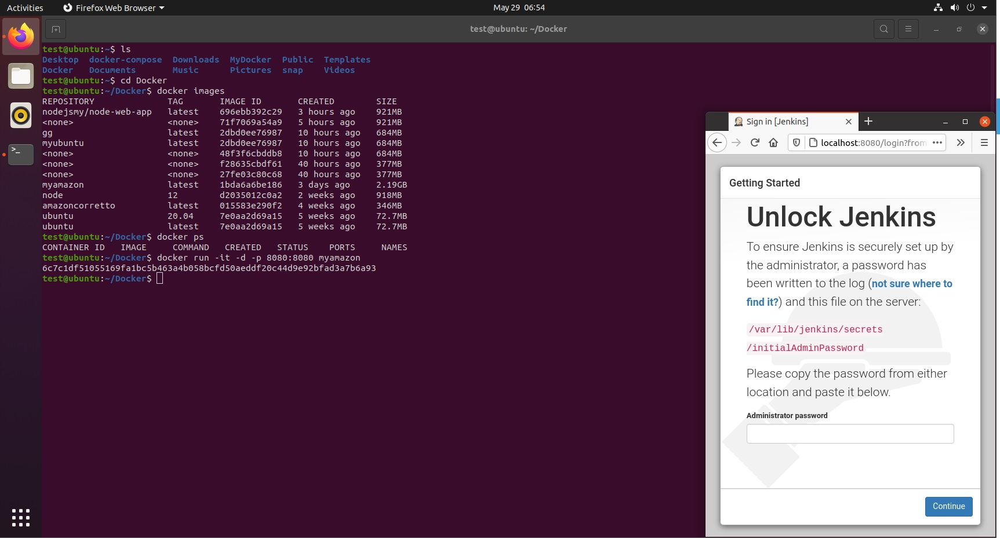 Activities Firefox Web Browser May 29 06:54
test@ubuntu: ~/Docker
test@ubuntu:~$ ls
Desktop docker-compose Downloads MyDocker Public Templates
Docker Documents Music Pictures snap Videos
test@ubuntu:~$ cd Docker
test@ubuntu:~/Docker$ docker images
REPOSITORY TAG IMAGE ID CREATED SIZE
nodejsmy/node-web-app latest 696ebb392c29 3 hours ago 921MB
<none> <none> 71f7069a54a9 5 hours ago 921MB
gg latest 2dbd0ee76987 10 hours ago 684MB
myubuntu latest 2dbd0ee76987 10 hours ago 684MB
<none> <none> 48f3f6cbddb8 10 hours ago 684MB
<none> <none> f28635cbdf61 40 hours ago 377MB
<none> <none> 27fe03c80c68 40 hours ago 377MB
myamazon latest 1bda6a6be186 3 days ago 2.19GB
node 12 d2035012c0a2 2 weeks ago 918MB
amazoncorretto latest 015583e290f2 4 weeks ago 346MB
ubuntu 20.04 7e0aa2d69a15 5 weeks ago 72.7MB
ubuntu latest 7e0aa2d69a15 5 weeks ago 72.7MB
test@ubuntu:~/Docker$ docker ps
CONTAINER ID IMAGE COMMAND CREATED STATUS PORTS NAMES
test@ubuntu:~/Docker$ docker run -it -d -p 8080:8080 myamazon
6c7c1df51055169fa1bc5b463a4b058bcfd50aeddf20c44d9e92bfad3a7b6a93
test@ubuntu:~/Docker$
Sign in [Jenkins]
localhost:8080/login?from
Getting Started
Unlock Jenkins
To ensure Jenkins is securely set up by
the administrator, a password has
been written to the log (not sure where to
find it?) and this file on the server:
/var/lib/jenkins/secrets
/initialAdminPassword
Please copy the password from either
location and paste it below.
Administrator password
Continue